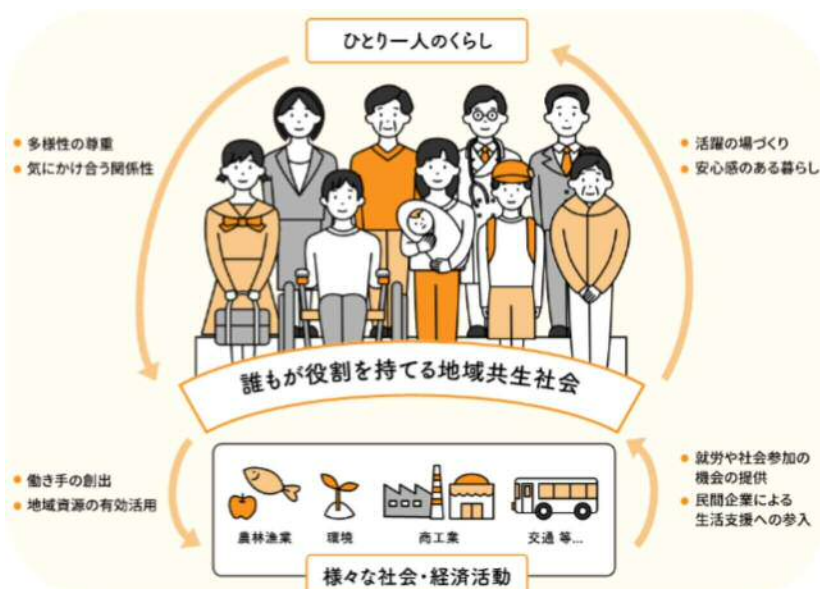 ひとり一人のくらし
● 多様性の尊重
● 気にかけ合う関係性
● 活躍の場づくり
● 安心感のある暮らし
誰もが役割を持てる地域共生社会
● 働き手の創出
● 地域資源の有効活用
● 就労や社会参加の
機会の提供
● 民間企業による
生活支援への参入
農林漁業
環境
商工業
交通 等...
様々な社会・経済活動